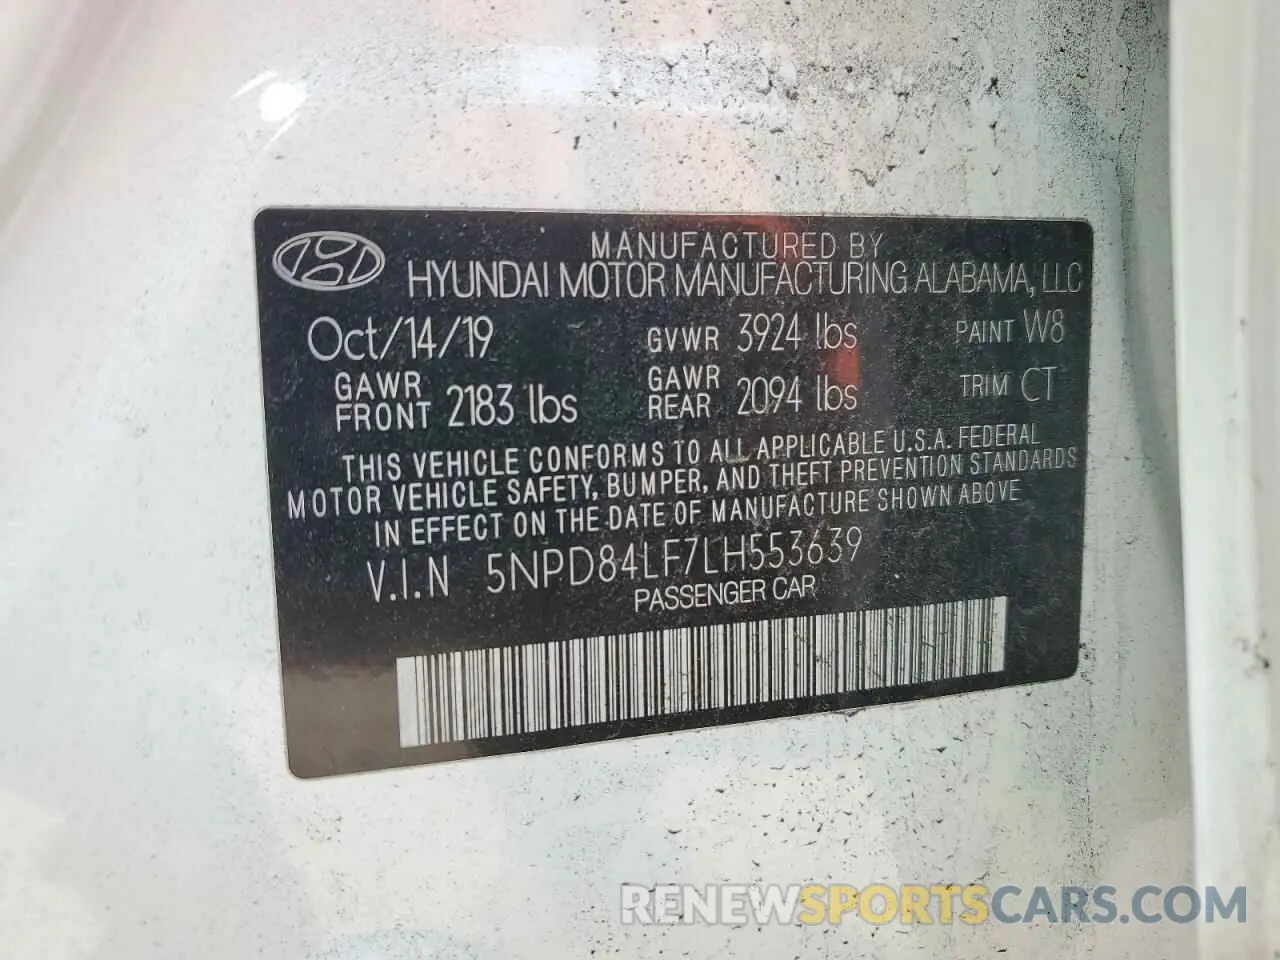 MANUFACTURED BY
HYUNDAI MOTOR MANUFACTURING ALABAMA, LLC
Oct/14/19 GVWR 3924 lbs PAINT W8
GAWR FRONT 2183 lbs GAWR REAR 2094 lbs TRIM CT
THIS VEHICLE CONFORMS TO ALL APPLICABLE U.S.A. FEDERAL
MOTOR VEHICLE SAFETY, BUMPER, AND THEFT PREVENTION STANDARDS
IN EFFECT ON THE DATE OF MANUFACTURE SHOWN ABOVE
V.I.N 5NPD84LF7LH553639
PASSENGER CAR
RENEWSPORTSCARS.COM